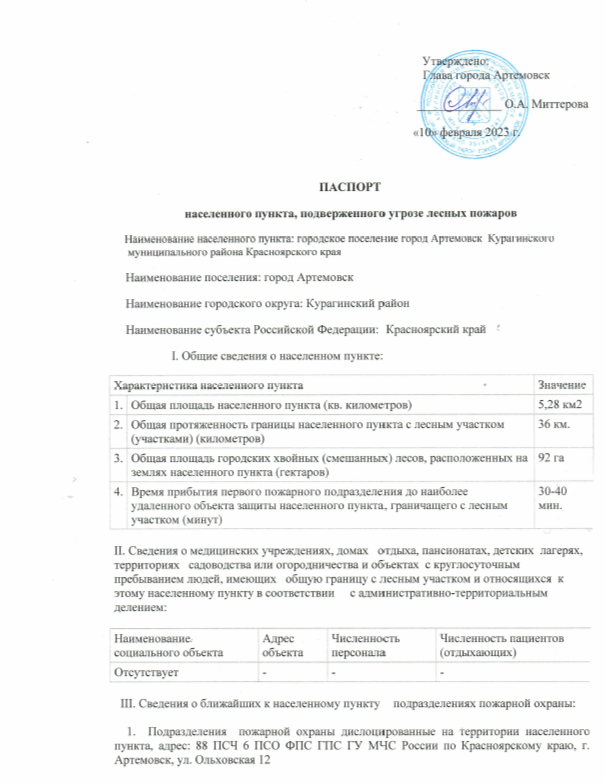 Утверждено:
Глава города Артемовск
О.А. Миттерова
«10» февраля 2023 г.
ПАСПОРТ
населенного пункта, подверженного угрозе лесных пожаров
Наименование населенного пункта: городское поселение город Артемовск Курагинского
муниципального района Красноярского края
Наименование поселения: город Артемовск
Наименование городского округа: Курагинский район
Наименование субъекта Российской Федерации: Красноярский край
I. Общие сведения о населенном пункте:
Характеристика населенного пункта Значение
1. Общая площадь населенного пункта (кв. километров) 5,28 км2
2. Общая протяженность границы населенного пункта с лесным участком 36 км.
(участками) (километров)
3. Общая площадь городских хвойных (смешанных) лесов, расположенных на 92 га
землях населенного пункта (гектаров)
4. Время прибытия первого пожарного подразделения до наиболее 30-40
удаленного объекта защиты населенного пункта, граничащего с лесным мин.
участком (минут)
II. Сведения о медицинских учреждениях, домах отдыха, пансионатах, детских лагерях,
территориях садоводства или огородничества и объектах с круглосуточным
пребыванием людей, имеющих общую границу с лесным участком и относящихся к
этому населенному пункту в соответствии с административно-территориальным
делением:
Наименование Адрес Численность Численность пациентов
социального объекта объекта персонала (отдыхающих)
Отсутствует - - -
III. Сведения о ближайших к населенному пункту подразделениях пожарной охраны:
1. Подразделения пожарной охраны дислоцированные на территории населенного
пункта, адрес: 88 ПСЧ 6 ПСО ФПС ГПС ГУ МЧС России по Красноярскому краю, г.
Артемовск, ул. Ольховская 12